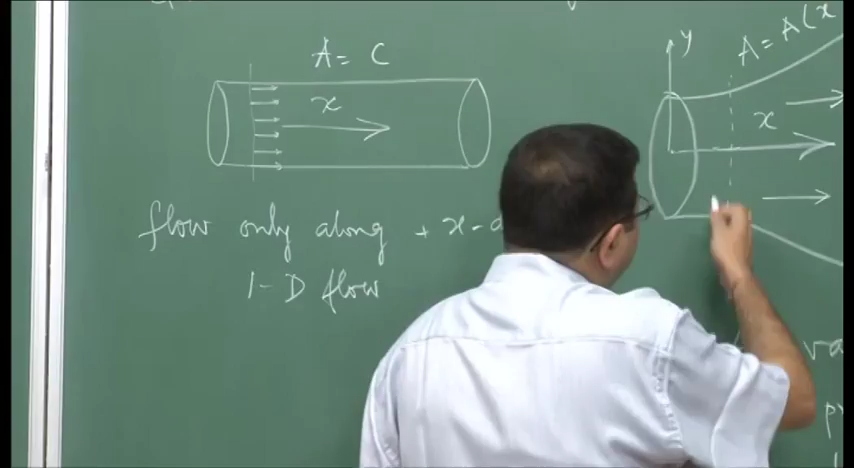 A = C
x
flow only along + x -
1-D flow
y
A = A(x
x